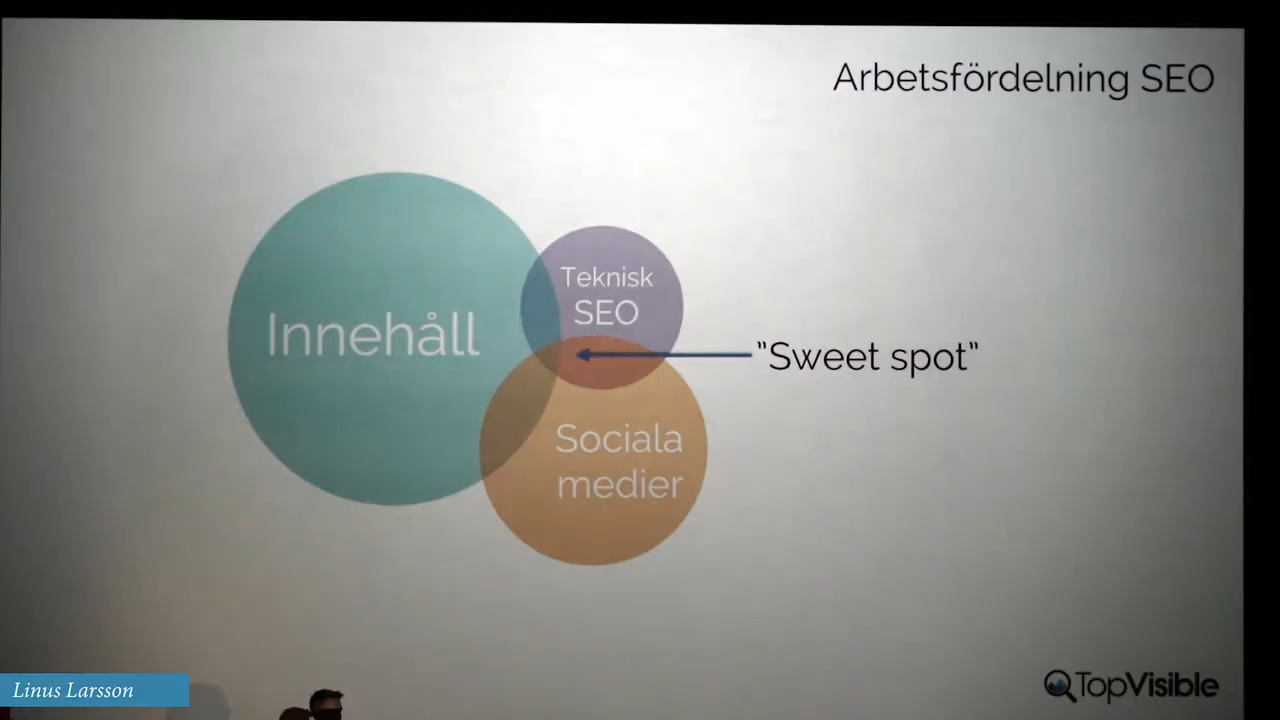 Arbetsfördelning SEO
Innehåll
Teknisk
SEO
”Sweet spot”
Sociala
medier
Linus Larsson
TopVisible